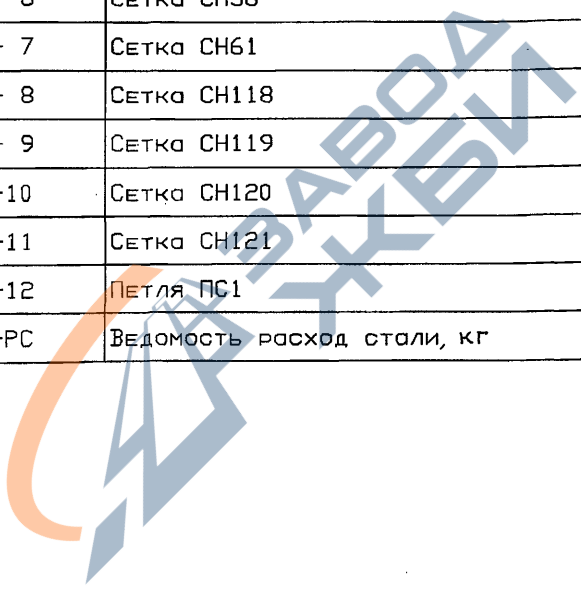 - 7 Сетка СН61
- 8 Сетка СН118
- 9 Сетка СН119
-10 Сетка СН120
-11 Сетка СН121
-12 Петля ПС1
-РС Ведомость расход стали, кг
ЗАВОД
ЖБИ